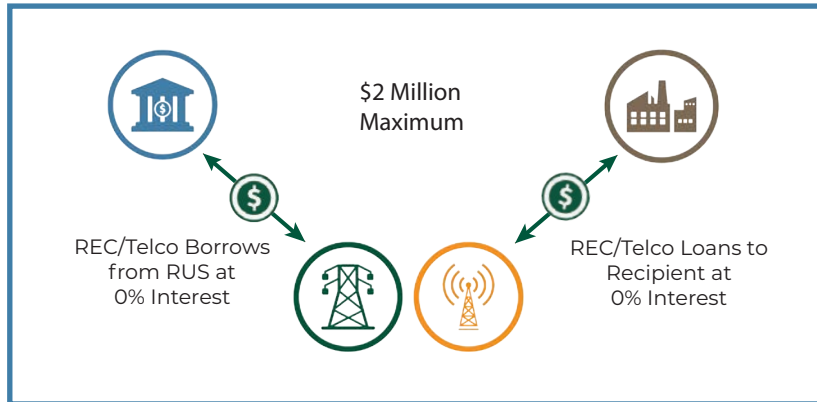 $2 Million
Maximum
$
$
$
REC/Telco Borrows
from RUS at
0% Interest
REC/Telco Loans to
Recipient at
0% Interest